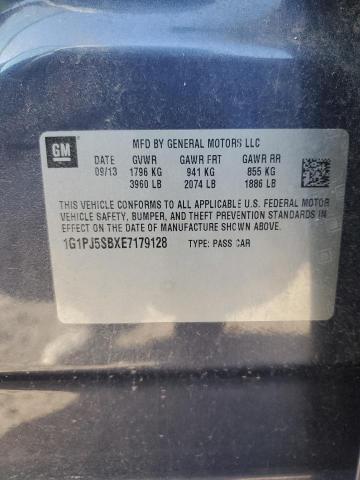 GM
MFD BY GENERAL MOTORS LLC
DATE GVWR GAWR FRT GAWR RR
09/13 1796 KG 941 KG 855 KG
3960 LB 2074 LB 1886 LB
THIS VEHICLE CONFORMS TO ALL APPLICABLE U.S. FEDERAL MOTOR
VEHICLE SAFETY, BUMPER, AND THEFT PREVENTION STANDARDS IN
EFFECT ON THE DATE OF MANUFACTURE SHOWN ABOVE.
1G1PJ5SBXE7179128 TYPE: PASS CAR